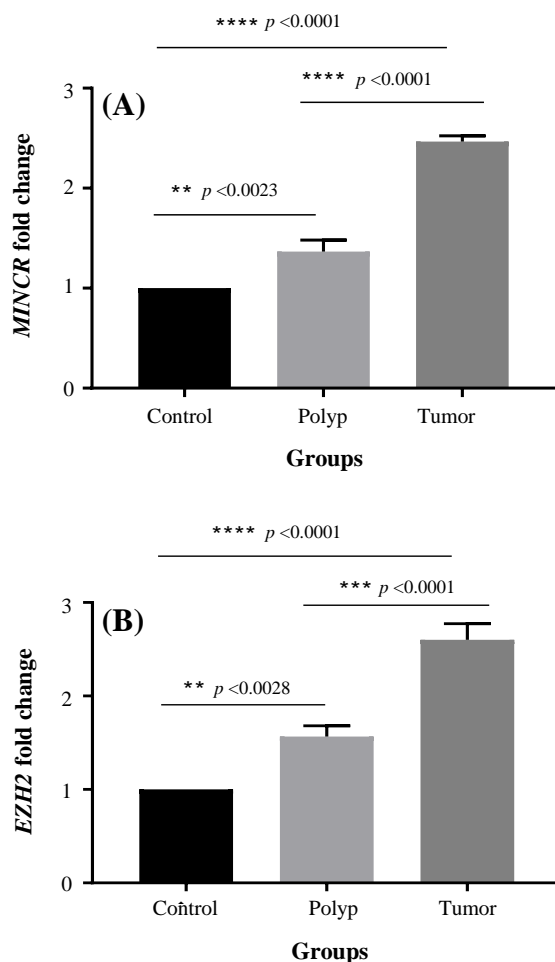 **** p <0.0001
**** p <0.0001
3
(A)
** p <0.0023
2
MINCR fold change
1
0
Control Polyp Tumor
Groups
**** p <0.0001
*** p <0.0001
3
(B)
** p <0.0028
2
EZH2 fold change
1
0
Control Polyp Tumor
Groups